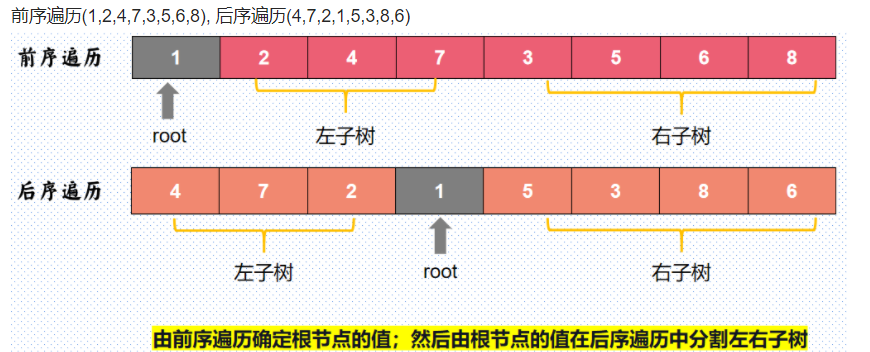 前序遍历(1,2,4,7,3,5,6,8), 后序遍历(4,7,2,1,5,3,8,6)
前序遍历 1 2 4 7 3 5 6 8
root 左子树 右子树
后序遍历 4 7 2 1 5 3 8 6
左子树 root 右子树
由前序遍历确定根节点的值；然后由根节点的值在后序遍历中分割左右子树